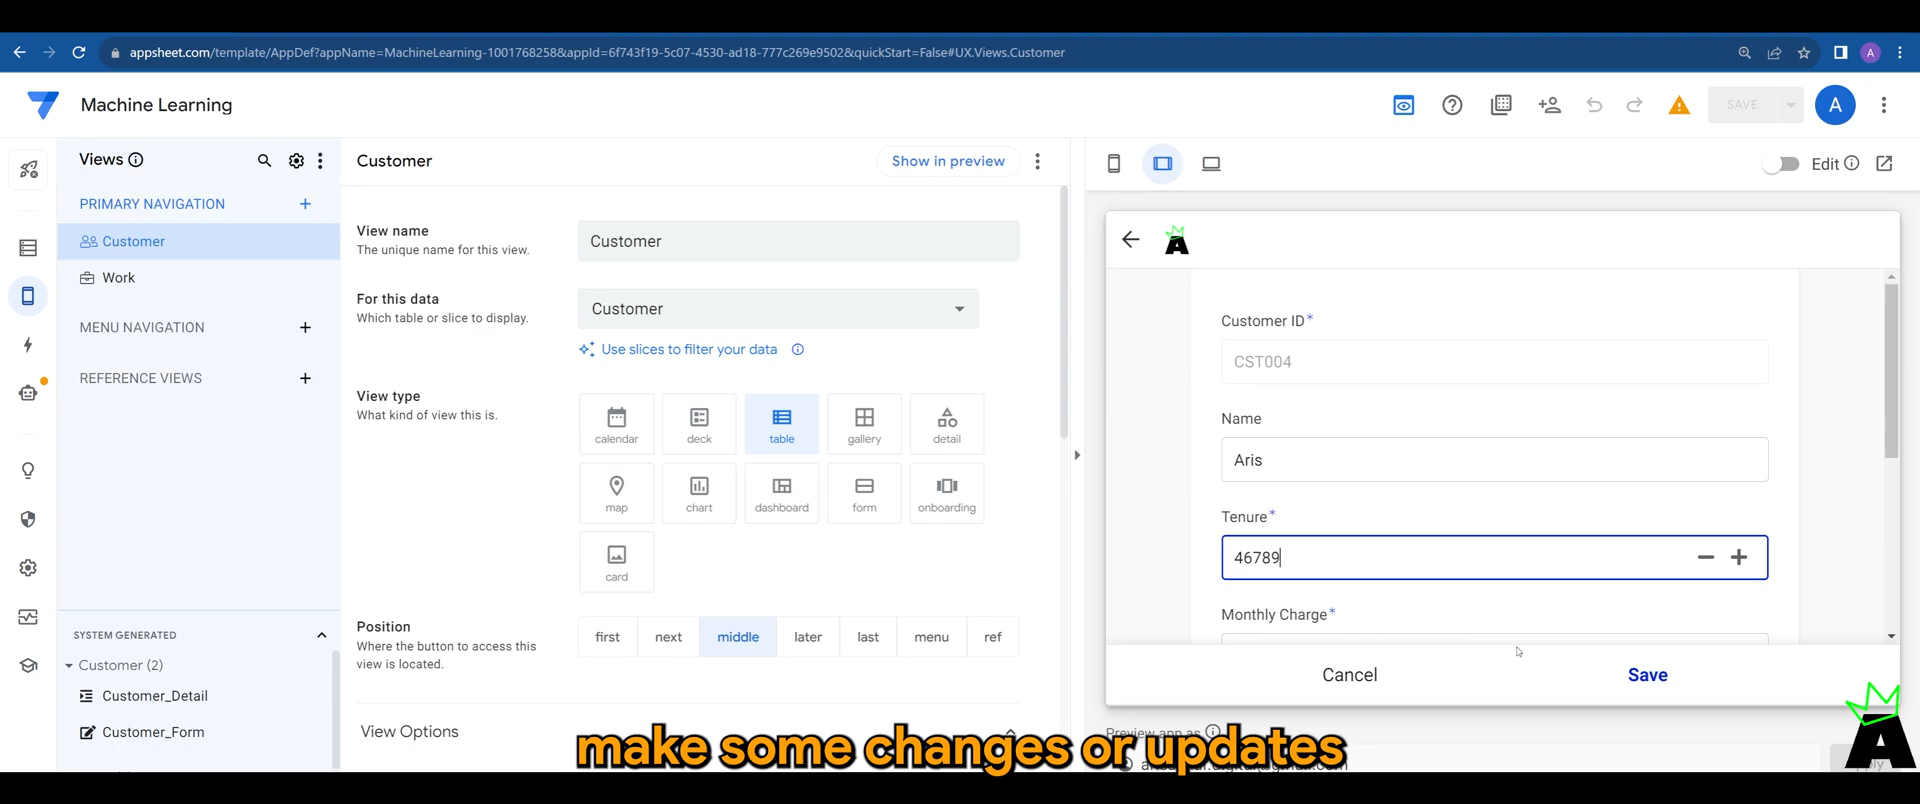 appsheet.com/template/AppDef?appName=MachineLearning-1001768258&appId=6f743f19-5c07-4530-ad18-777c269e9502&quickStart=False#UX.Views.Customer
A
Machine Learning
SAVE
A
Views
PRIMARY NAVIGATION
Customer
Work
MENU NAVIGATION
REFERENCE VIEWS
SYSTEM GENERATED
Customer (2)
Customer_Detail
Customer_Form
Customer
Show in preview
View name
The unique name for this view.
Customer
For this data
Which table or slice to display.
Customer
Use slices to filter your data
View type
What kind of view this is.
calendar
deck
table
gallery
detail
map
chart
dashboard
form
onboarding
card
Position
Where the button to access this
view is located.
first
next
middle
later
last
menu
ref
View Options
Edit
A
Customer ID*
CST004
Name
Aris
Tenure*
46789
Monthly Charge*
Cancel
Save
Preview app as
make some changes or updates
A